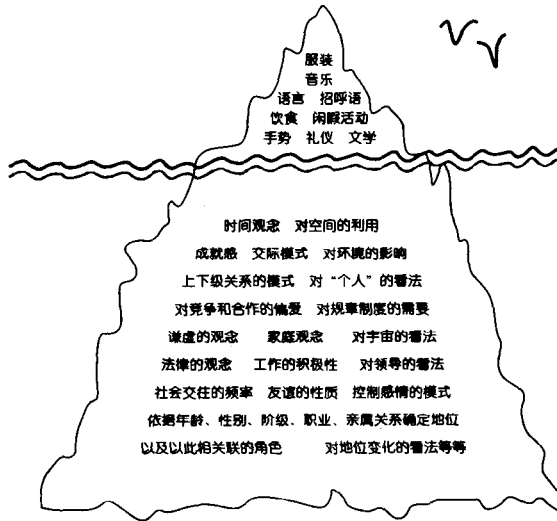 服装
音乐
语言 招呼语
饮食 闲暇活动
手势 礼仪 文学
时间观念 对空间的利用
成就感 交际模式 对环境的影响
上下级关系的模式 对“个人”的看法
对竞争和合作的偏爱 对规章制度的需要
谦虚的观念 家庭观念 对宇宙的看法
法律的观念 工作的积极性 对领导的看法
社会交往的频率 友谊的性质 控制感情的模式
依据年龄、性别、阶级、职业、亲属关系确定地位
以及以此相关联的角色 对地位变化的看法等等